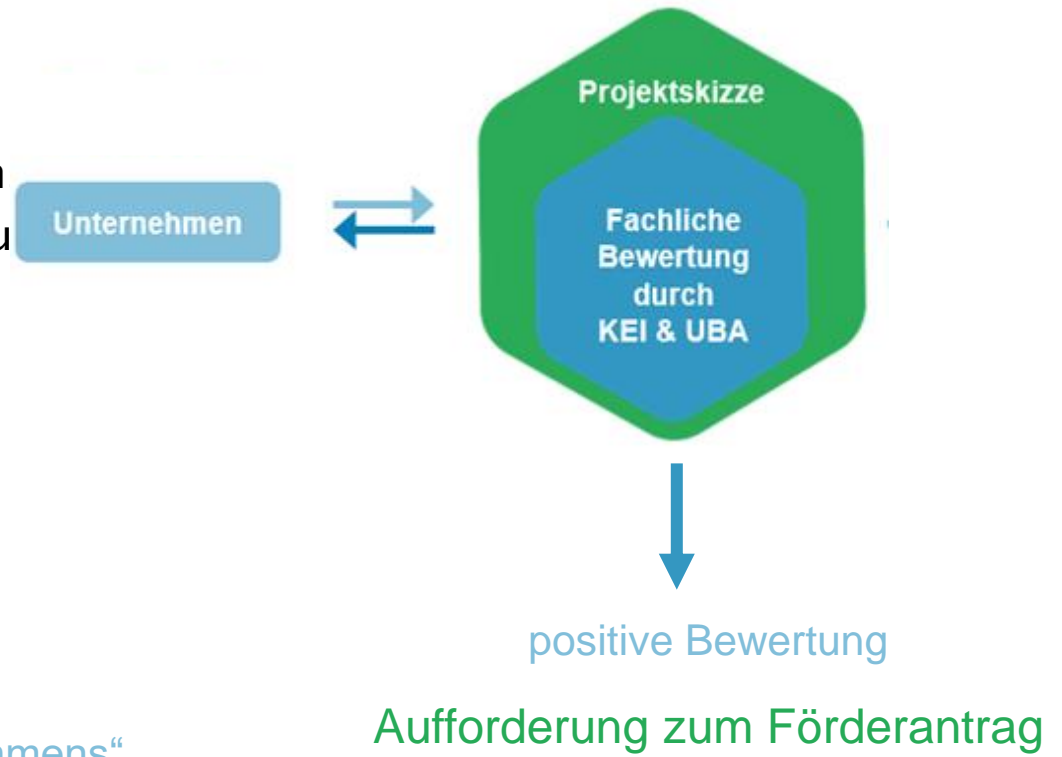 Projektskizze
n
u
Unternehmen
Fachliche
Bewertung
durch
KEI & UBA
positive Bewertung
Aufforderung zum Förderantrag